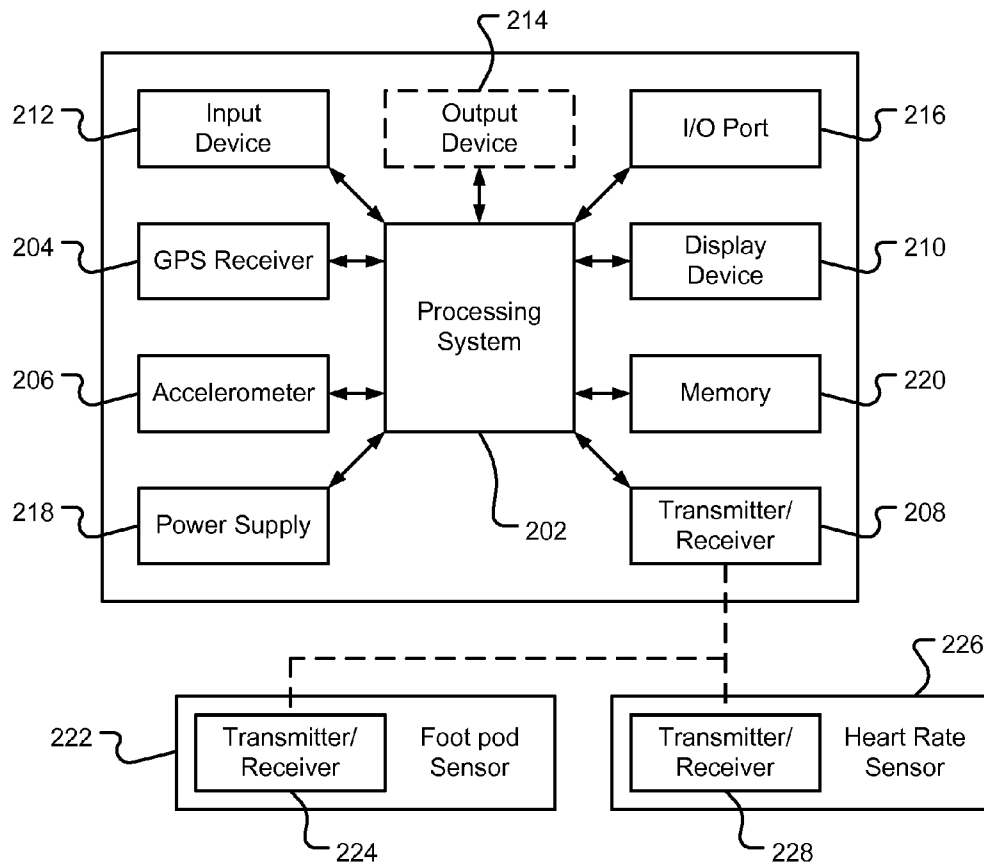 214
212
Input
Device
Output
Device
I/O Port
216
204
GPS Receiver
Processing
System
Display
Device
210
206
Accelerometer
Memory
220
218
Power Supply
202
Transmitter/
Receiver
208
226
222
Transmitter/
Receiver
Foot pod
Sensor
Transmitter/
Receiver
Heart Rate
Sensor
224
228